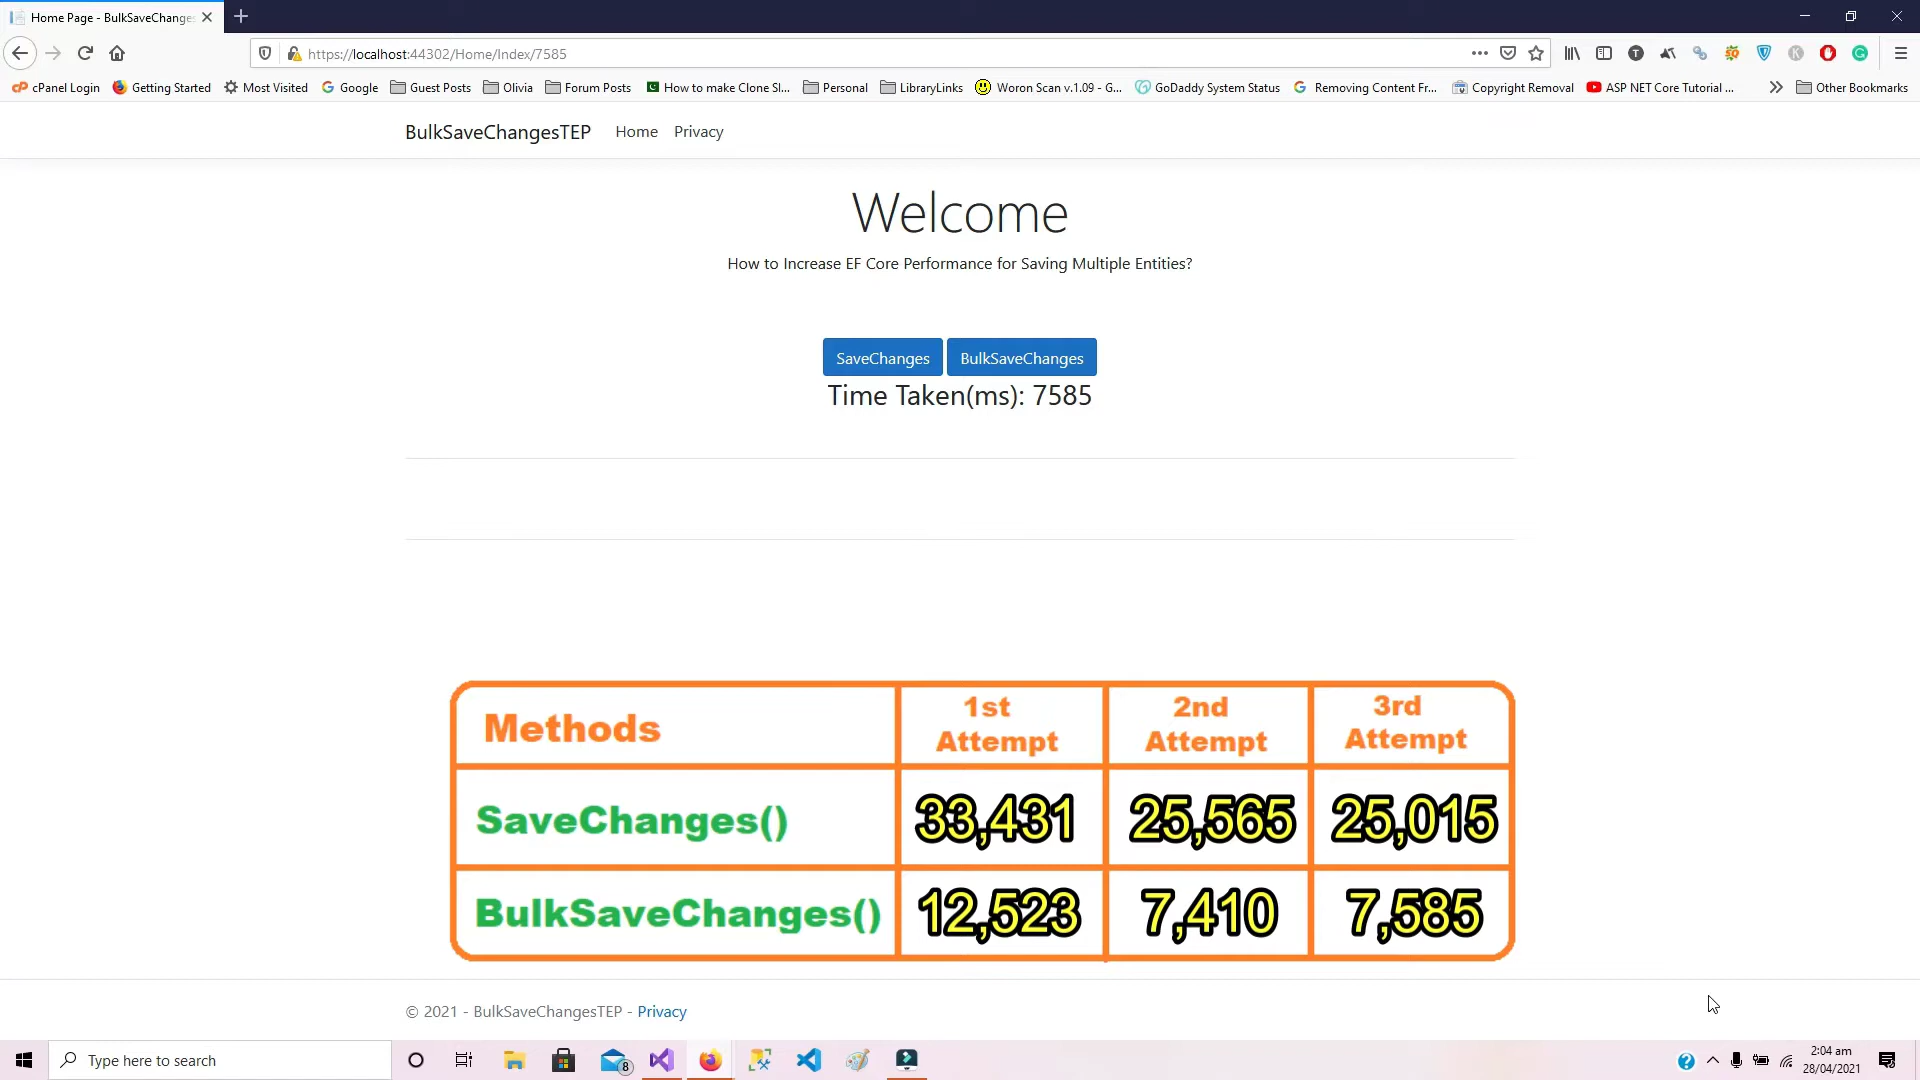 Home Page - BulkSaveChanges
https://localhost:44302/Home/Index/7585
cPanel Login Getting Started Most Visited Google Guest Posts Olivia Forum Posts How to make Clone Sl... Personal LibraryLinks Woron Scan v.1.09 - G... GoDaddy System Status Removing Content Fr... Copyright Removal ASP NET Core Tutorial ... Other Bookmarks
BulkSaveChangesTEP Home Privacy
Welcome
How to Increase EF Core Performance for Saving Multiple Entities?
SaveChanges BulkSaveChanges
Time Taken(ms): 7585
Methods 1st Attempt 2nd Attempt 3rd Attempt
SaveChanges() 33,431 25,565 25,015
BulkSaveChanges() 12,523 7,410 7,585
© 2021 - BulkSaveChangesTEP - Privacy
Type here to search 8 2:04 am
28/04/2021